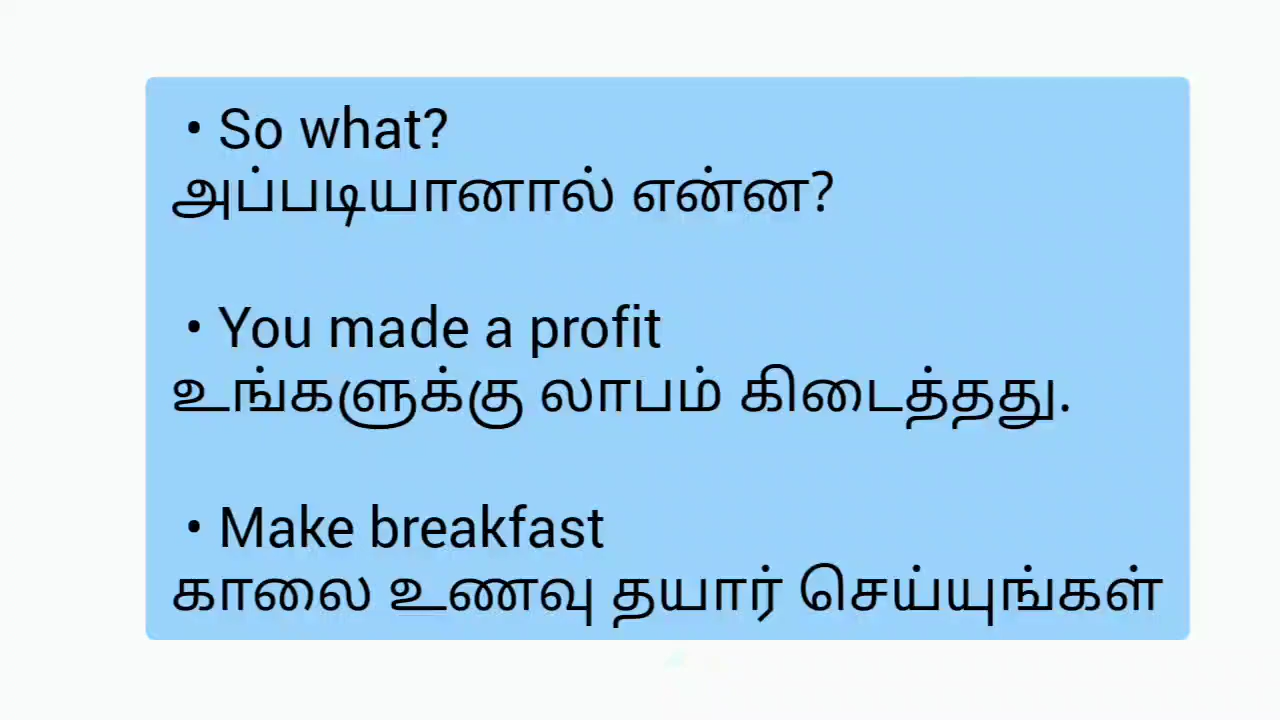 • So what?
அப்படியானால் என்ன?
• You made a profit
உங்களுக்கு லாபம் கிடைத்தது.
• Make breakfast
காலை உணவு தயார் செய்யுங்கள்